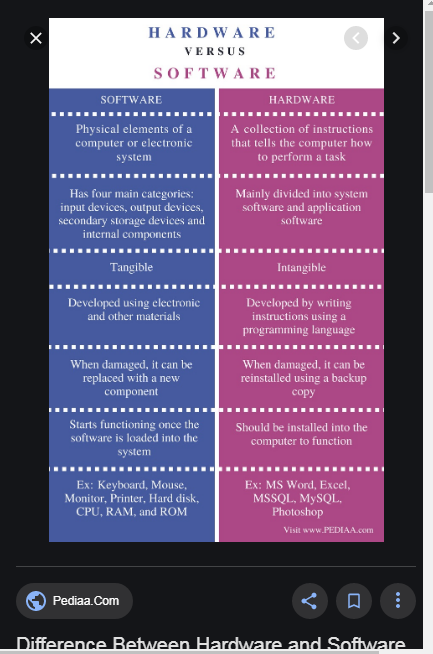 HARDWARE
VERSUS
SOFTWARE
SOFTWARE
Physical elements of a
computer or electronic
system
Has four main categories:
input devices, output devices,
secondary storage devices and
internal components
Tangible
Developed using electronic
and other materials
When damaged, it can be
replaced with a new
component
Starts functioning once the
software is loaded into the
system
Ex: Keyboard, Mouse,
Monitor, Printer, Hard disk,
CPU, RAM, and ROM
HARDWARE
A collection of instructions
that tells the computer how
to perform a task
Mainly divided into system
software and application
software
Intangible
Developed by writing
instructions using a
programming language
When damaged, it can be
reinstalled using a backup
copy
Should be installed into the
computer to function
Ex: MS Word, Excel,
MSSQL, MySQL,
Photoshop
Visit www.PEDIAA.com
Pediaa.Com
Difference Between Hardware and Software